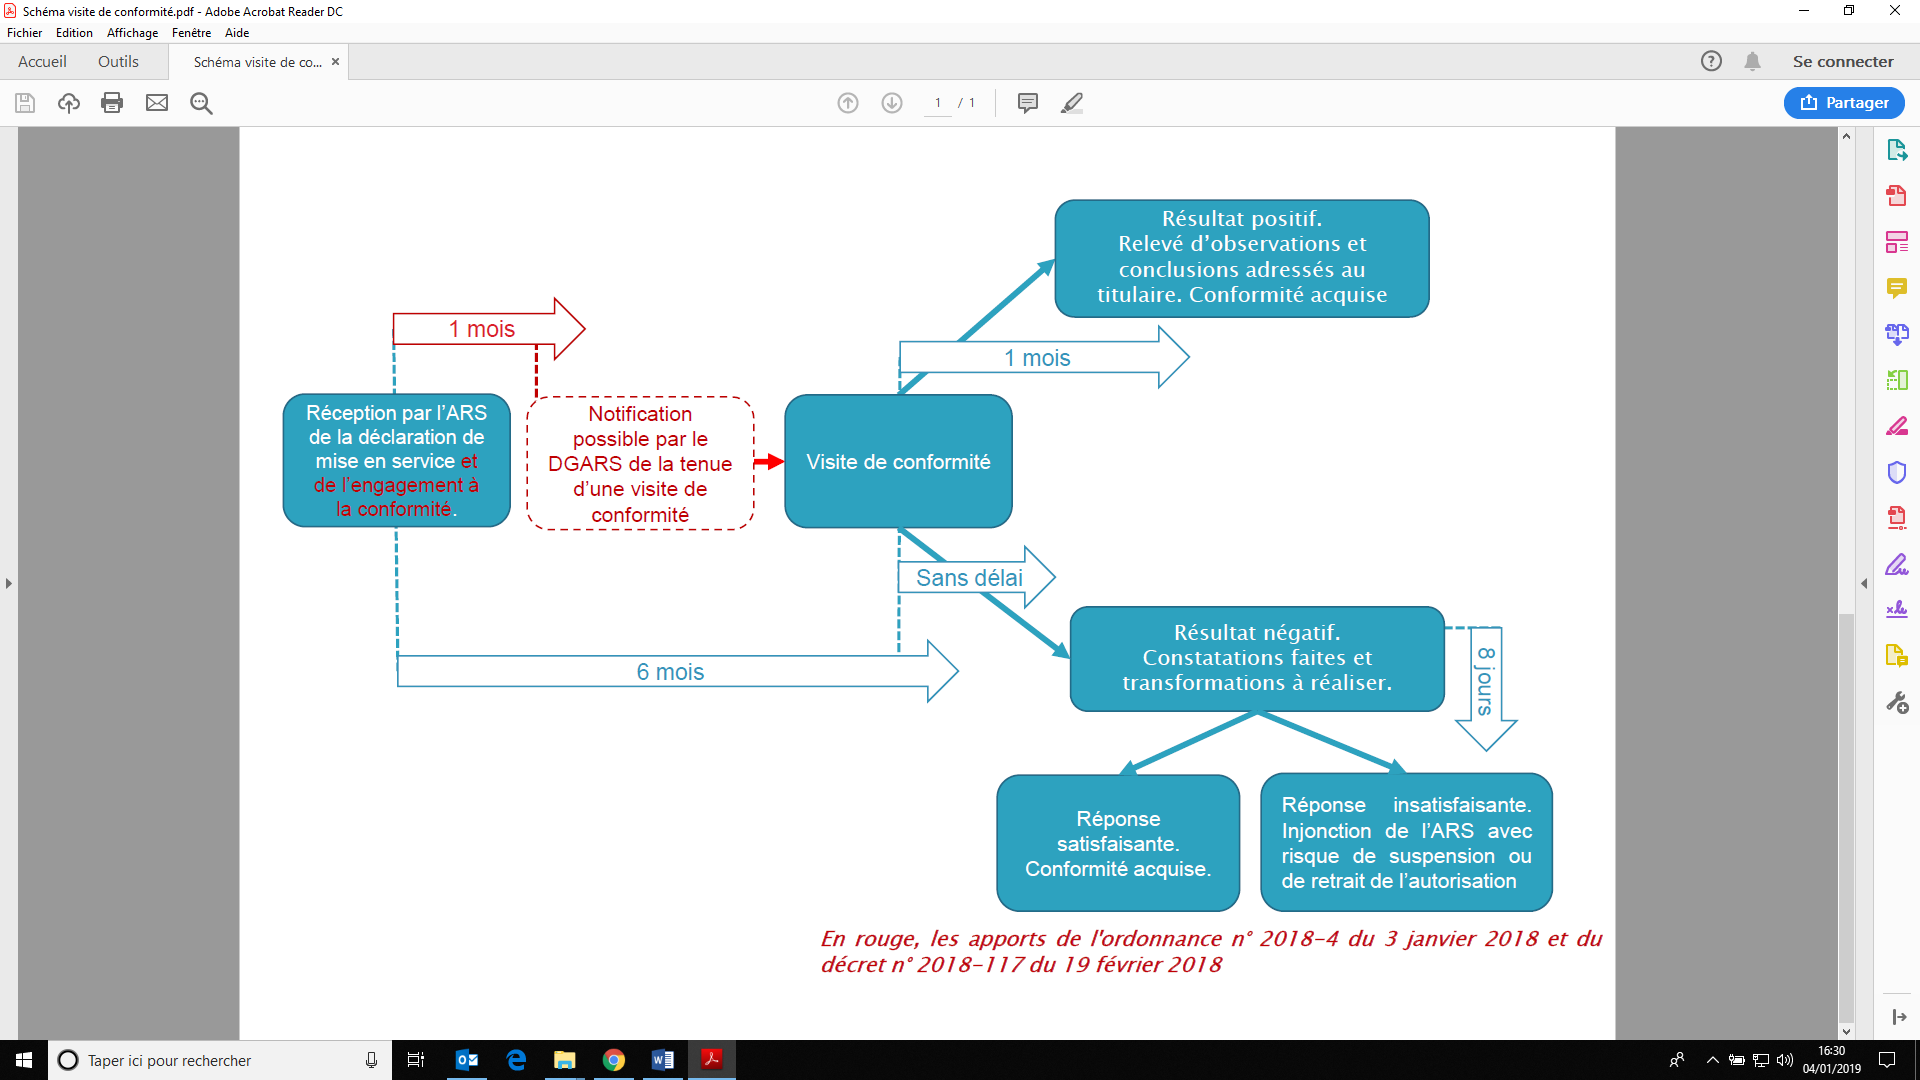 Schéma visite de conformité.pdf - Adobe Acrobat Reader DC
Fichier Edition Affichage Fenêtre Aide
Accueil Outils Schéma visite de co... × Se connecter
1 / 1 Partager
Résultat positif.
Relevé d'observations et
conclusions adressés au
titulaire. Conformité acquise
1 mois
1 mois
Réception par l'ARS
de la déclaration de
mise en service et
de l'engagement à
la conformité.
Notification
possible par le
DGARS de la tenue
d'une visite de
conformité
Visite de conformité
Sans délai
6 mois
Résultat négatif.
Constatations faites et
transformations à réaliser.
8 jours
Réponse
satisfaisante.
Conformité acquise.
Réponse insatisfaisante.
Injonction de l'ARS avec
risque de suspension ou
de retrait de l'autorisation
En rouge, les apports de l'ordonnance n° 2018-4 du 3 janvier 2018 et du
décret n° 2018-117 du 19 février 2018
Taper ici pour rechercher
16:30
04/01/2019